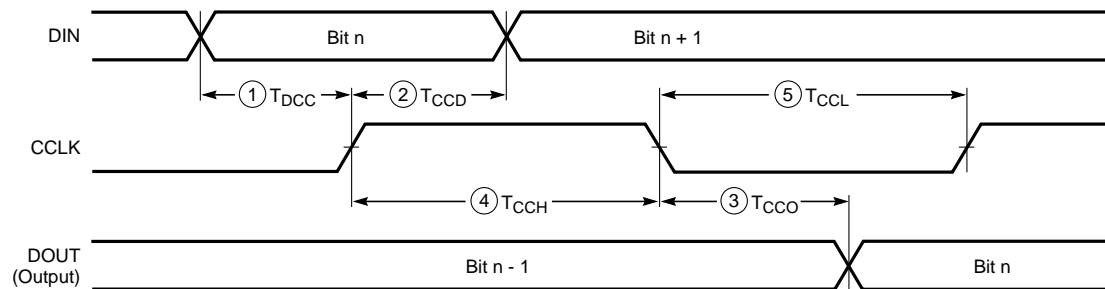 DIN
Bit n
Bit n + 1
1 TDCC
2 TCCD
5 TCCL
CCLK
4 TCCH
3 TCCO
DOUT
(Output)
Bit n - 1
Bit n